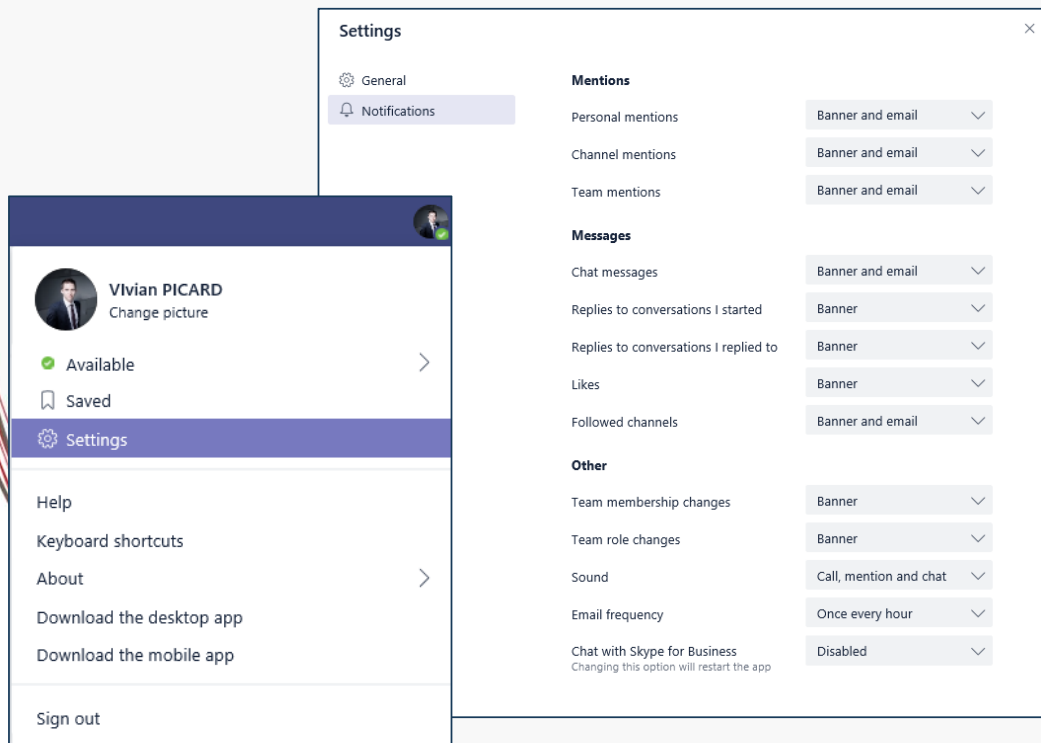 Settings
General
Notifications
Mentions
Personal mentions Banner and email
Channel mentions Banner and email
Team mentions Banner and email
Messages
Chat messages Banner and email
Replies to conversations I started Banner
Replies to conversations I replied to Banner
Likes Banner
Followed channels Banner and email
Other
Team membership changes Banner
Team role changes Banner
Sound Call, mention and chat
Email frequency Once every hour
Chat with Skype for Business Disabled
Changing this option will restart the app
VIvian PICARD
Change picture
Available
Saved
Settings
Help
Keyboard shortcuts
About
Download the desktop app
Download the mobile app
Sign out